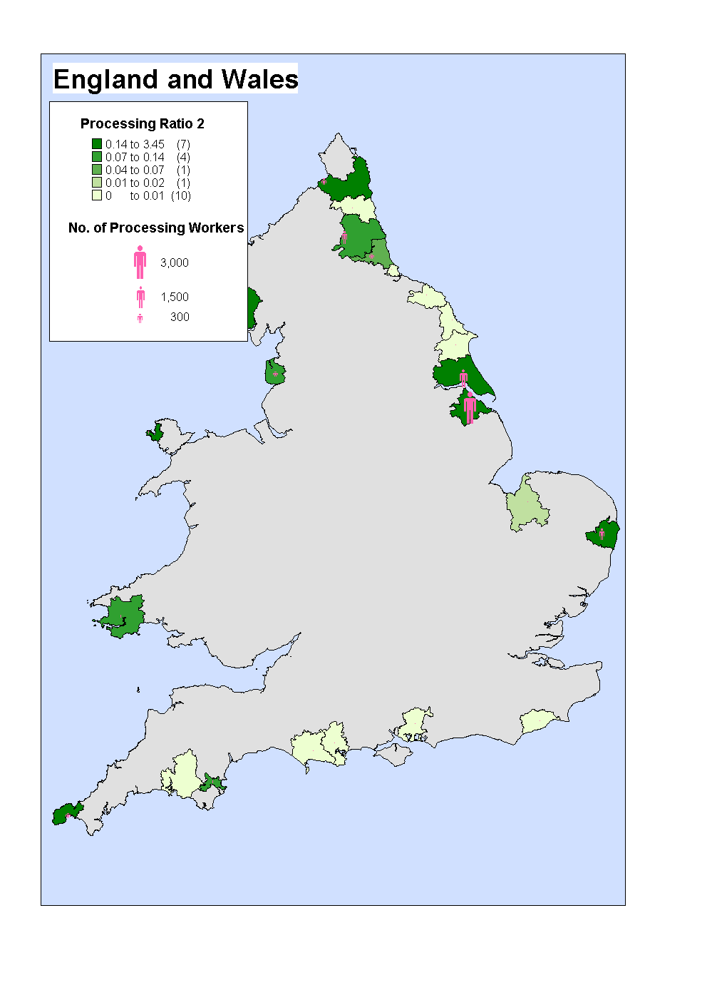 England and Wales
Processing Ratio 2
0.14 to 3.45 (7)
0.07 to 0.14 (4)
0.04 to 0.07 (1)
0.01 to 0.02 (1)
0 to 0.01 (10)
No. of Processing Workers
3,000
1,500
300